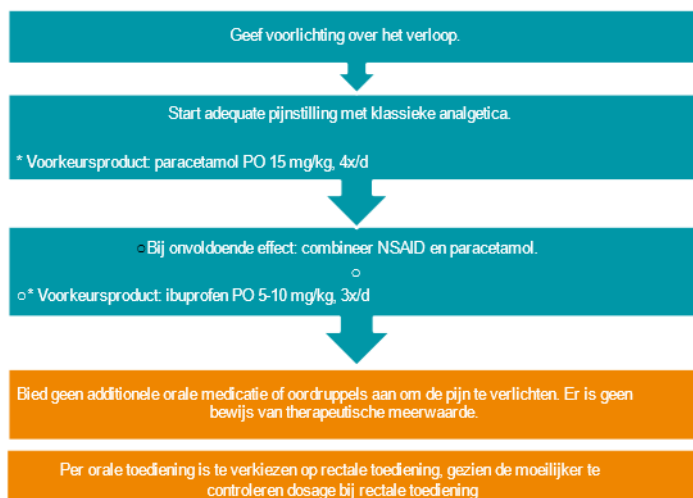 Geef voorlichting over het verloop.
Start adequate pijnstilling met klassieke analgetica.
* Voorkeursproduct: paracetamol PO 15 mg/kg, 4x/d
○Bij onvoldoende effect: combineer NSAID en paracetamol.
○
○* Voorkeursproduct: ibuprofen PO 5-10 mg/kg, 3x/d
Bied geen additionele orale medicatie of oordruppels aan om de pijn te verlichten. Er is geen
bewijs van therapeutische meerwaarde.
Per orale toediening is te verkiezen op rectale toediening, gezien de moeilijker te
controleren dosage bij rectale toediening